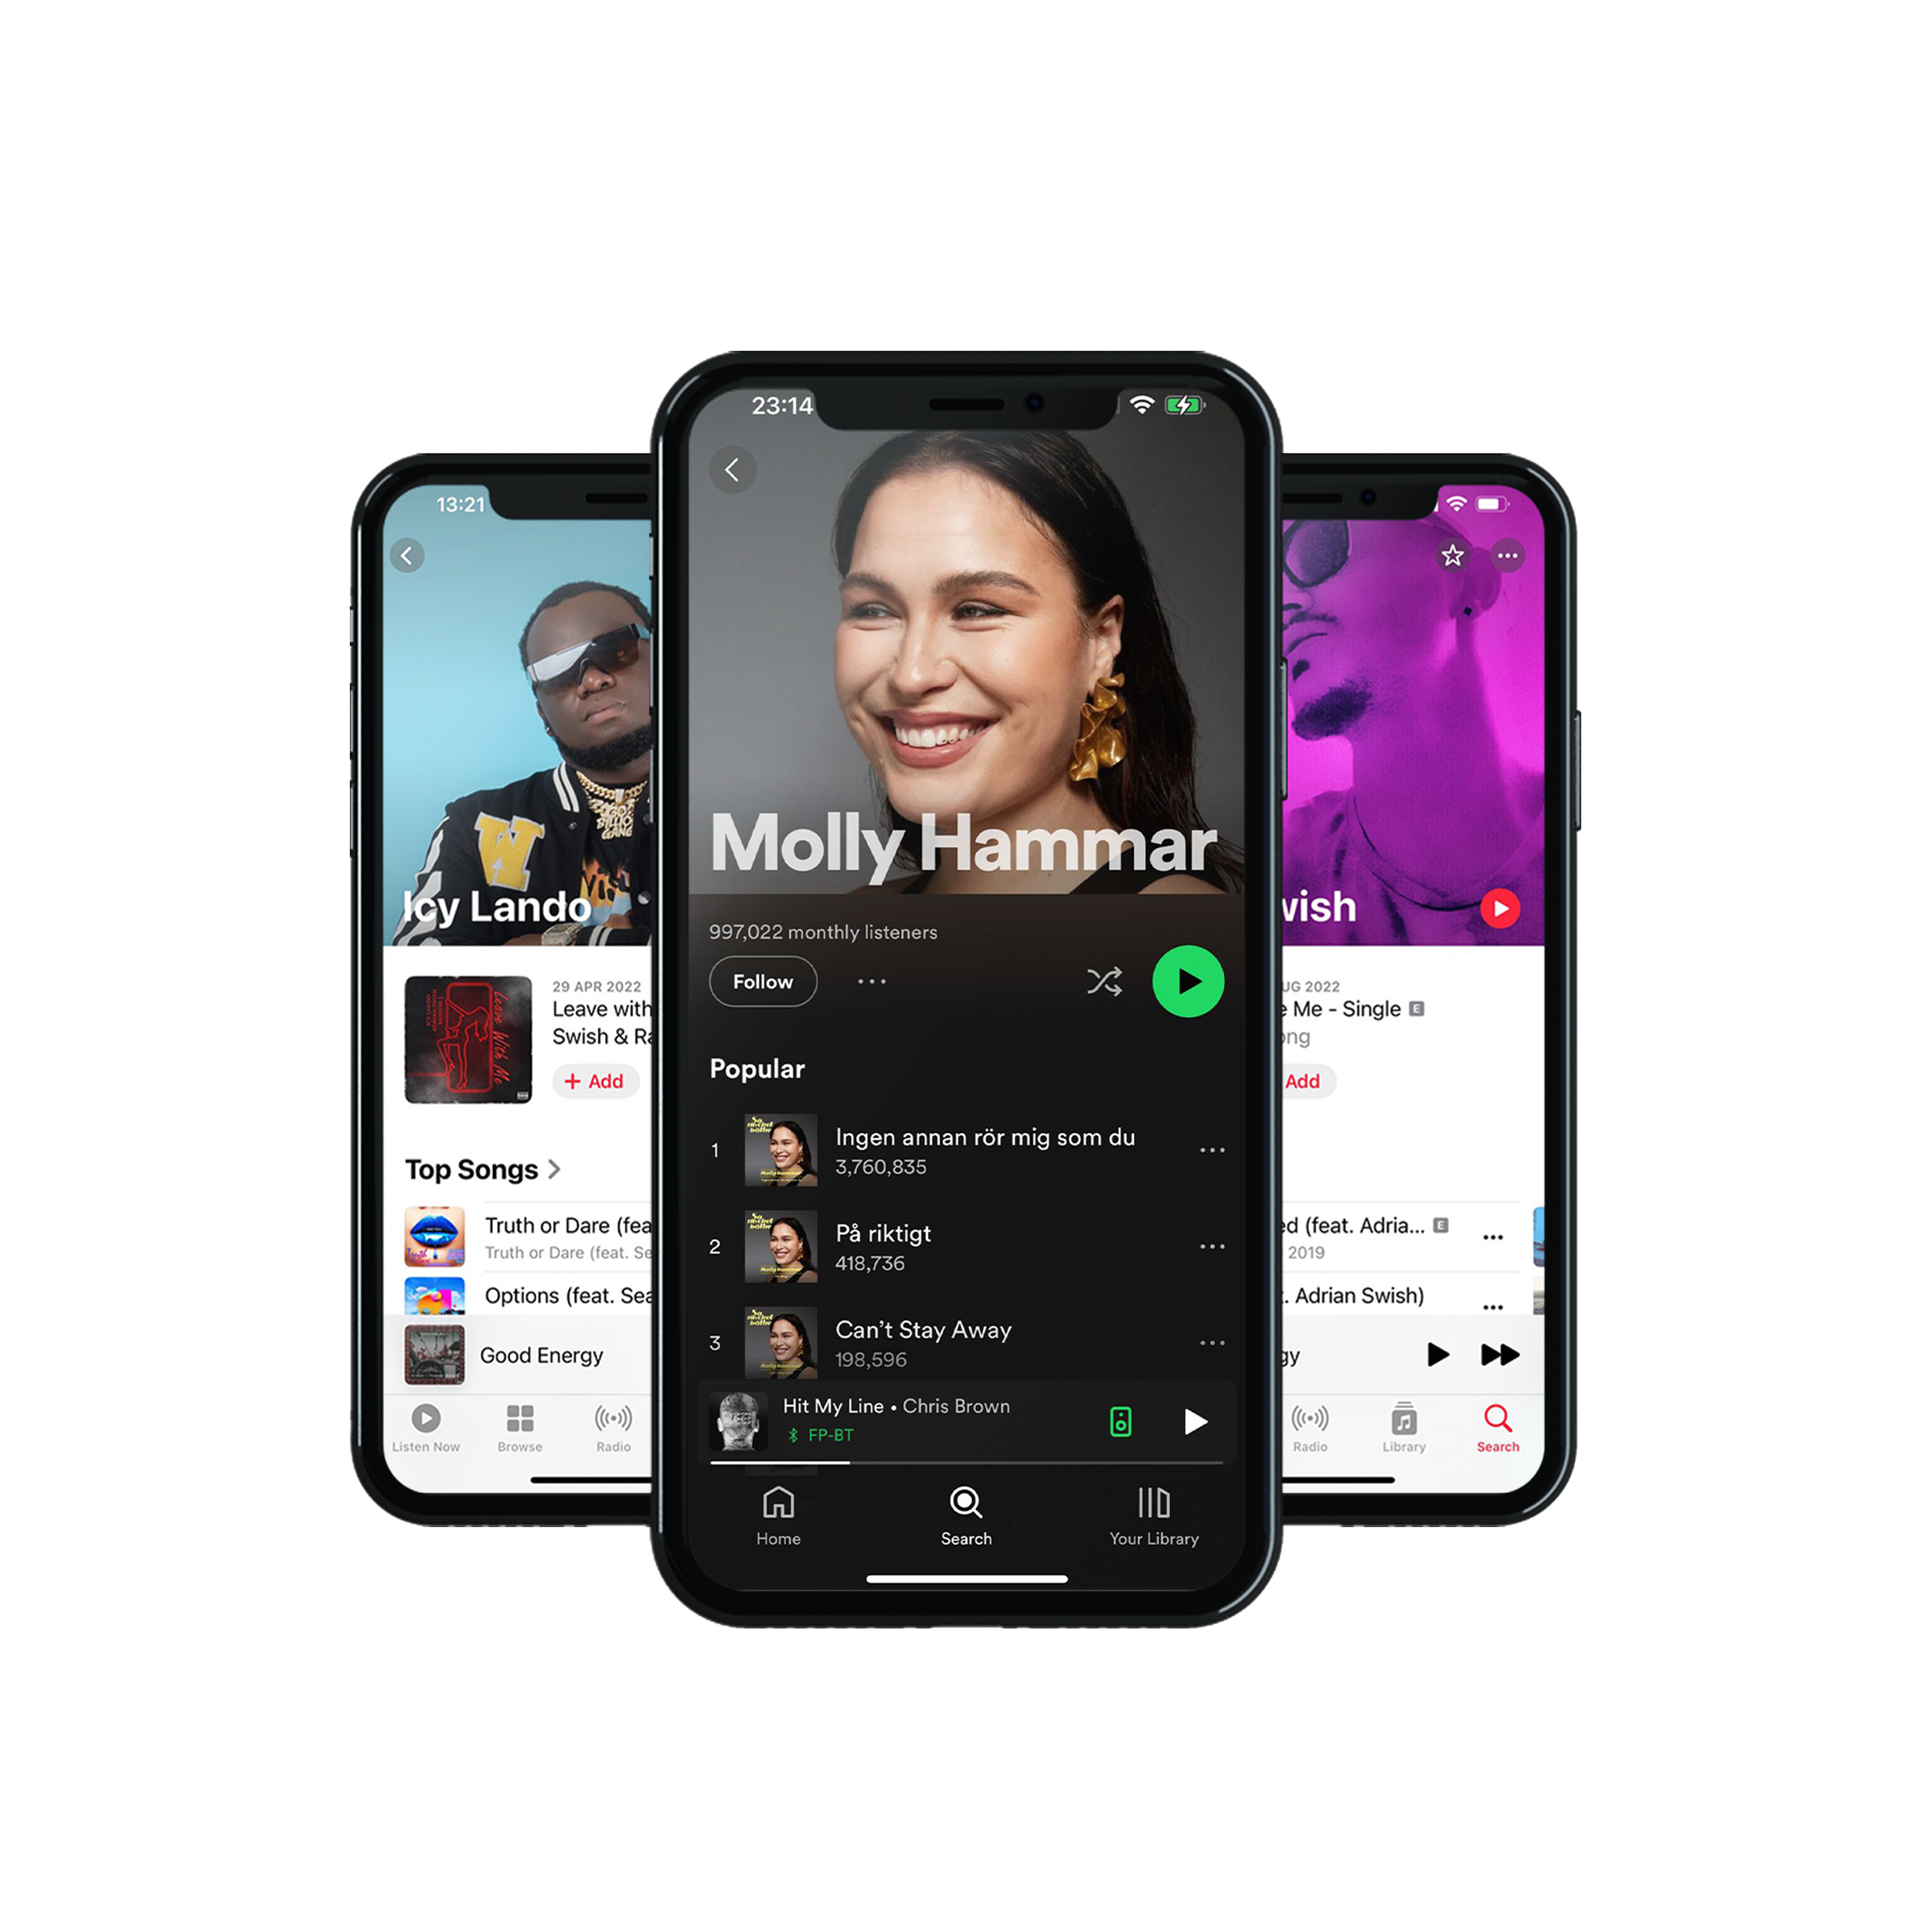 13:21
Icy Lando
29 APR 2022
Leave with
Swish & Ra
+ Add
Top Songs >
Truth or Dare (fea
Truth or Dare (feat. Se
Options (feat. Sea
Good Energy
Listen Now
Browse
Radio
23:14
Molly Hammar
997,022 monthly listeners
Follow
Popular
1
Ingen annan rör mig som du
3,760,835
2
På riktigt
418,736
3
Can't Stay Away
198,596
Hit My Line • Chris Brown
FP-BT
Home
Search
Your Library
wish
UG 2022
e Me - Single E
ong
Add
ed (feat. Adria... E
2019
t. Adrian Swish)
gy
Radio
Library
Search